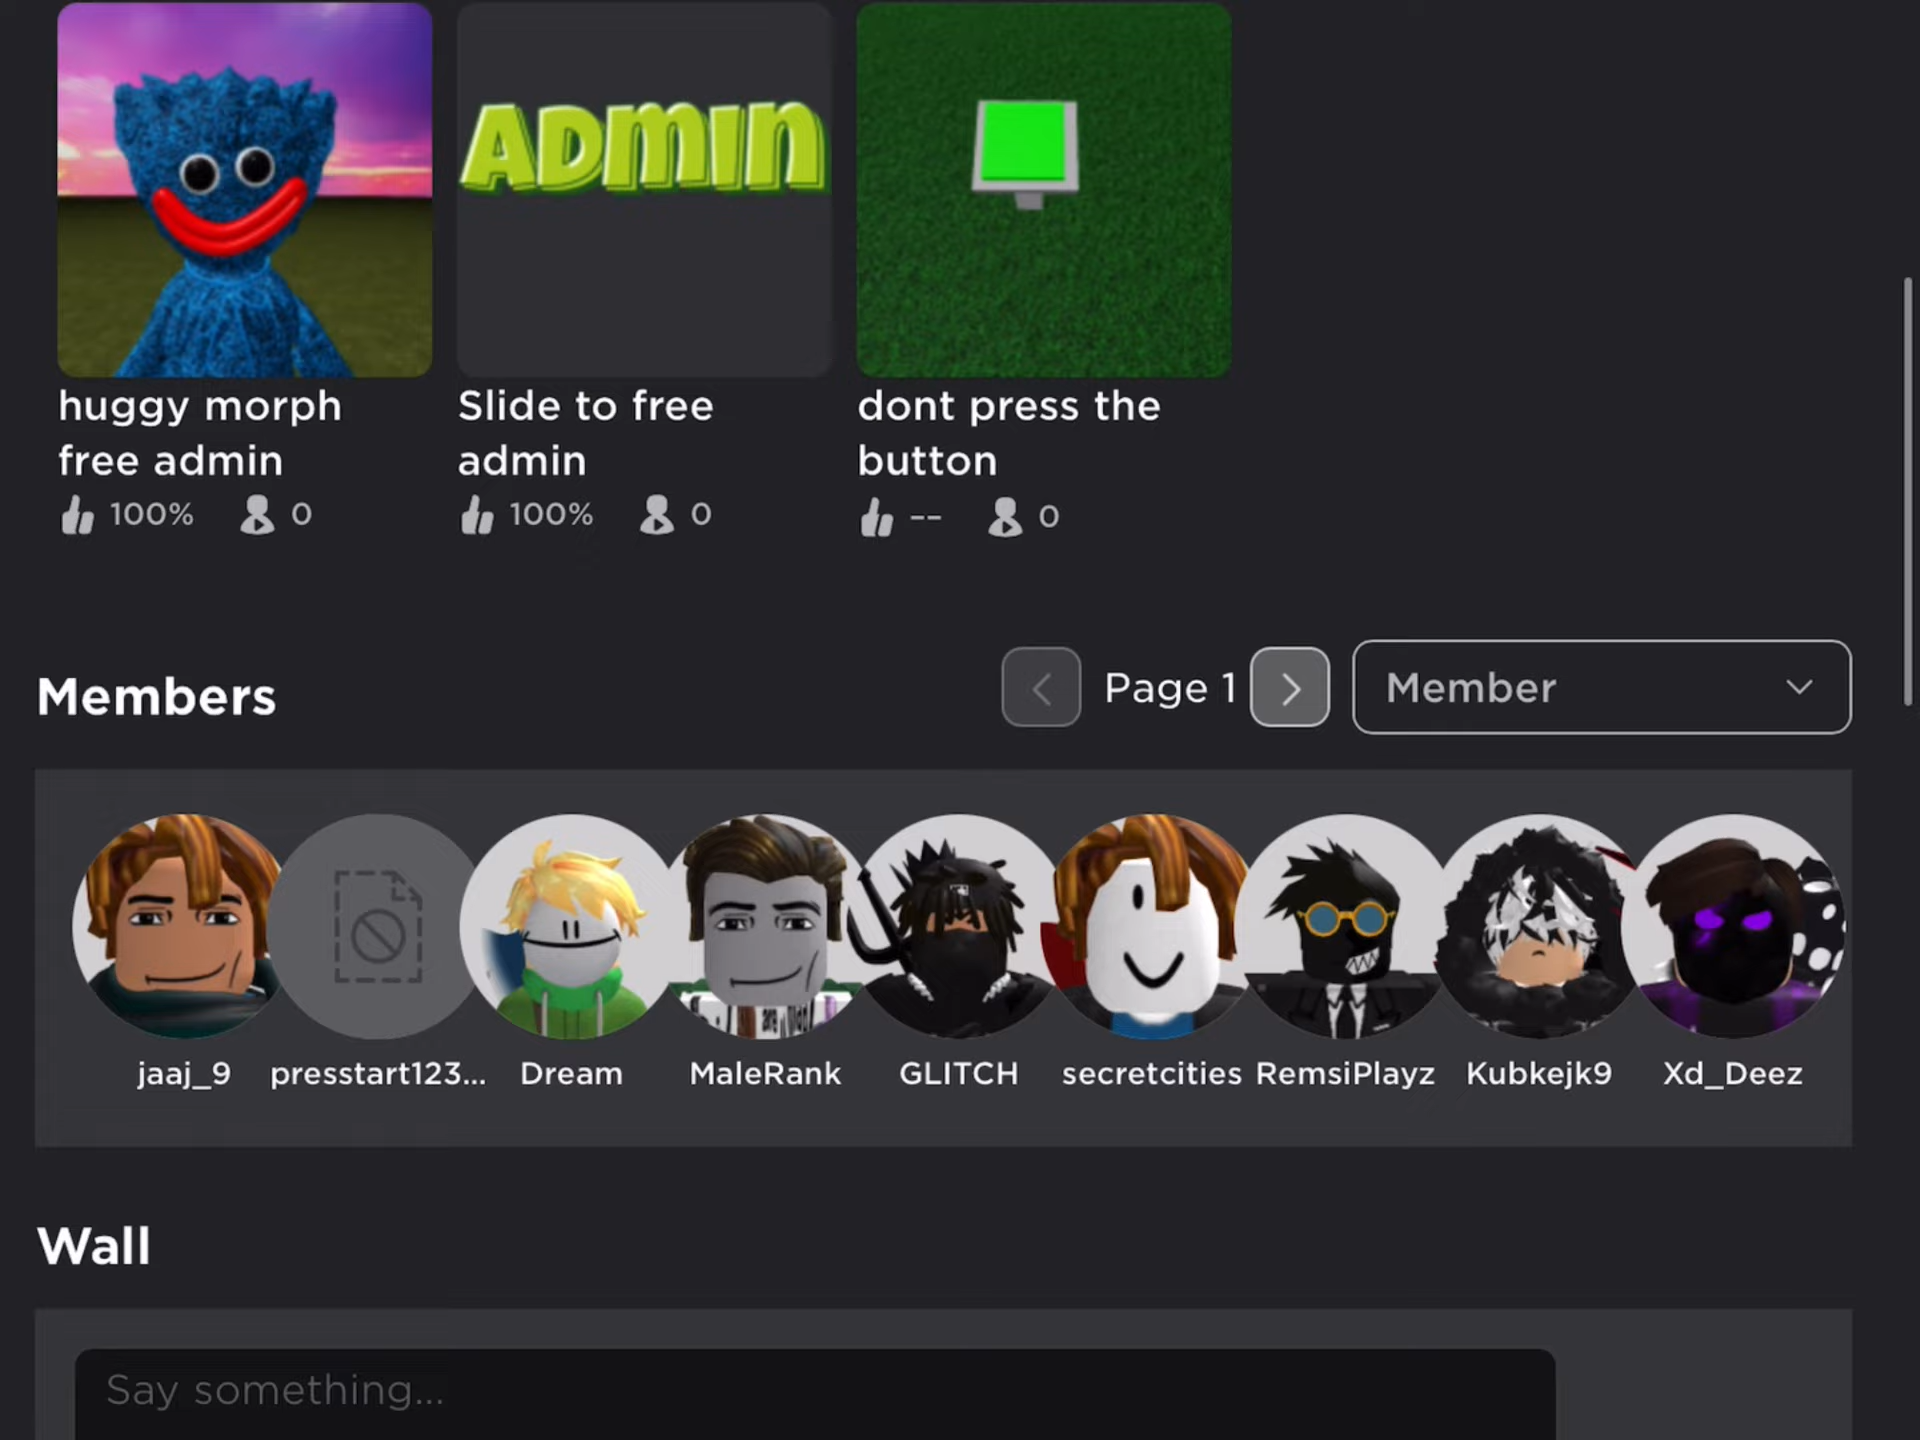 ADMIN
huggy morph
free admin
100% 0
Slide to free
admin
100% 0
dont press the
button
-- 0
Members
Page 1
Member
jaaj_9
presstart123...
Dream
MaleRank
GLITCH
secretcities
RemsiPlayz
Kubkejk9
Xd_Deez
Wall
Say something...